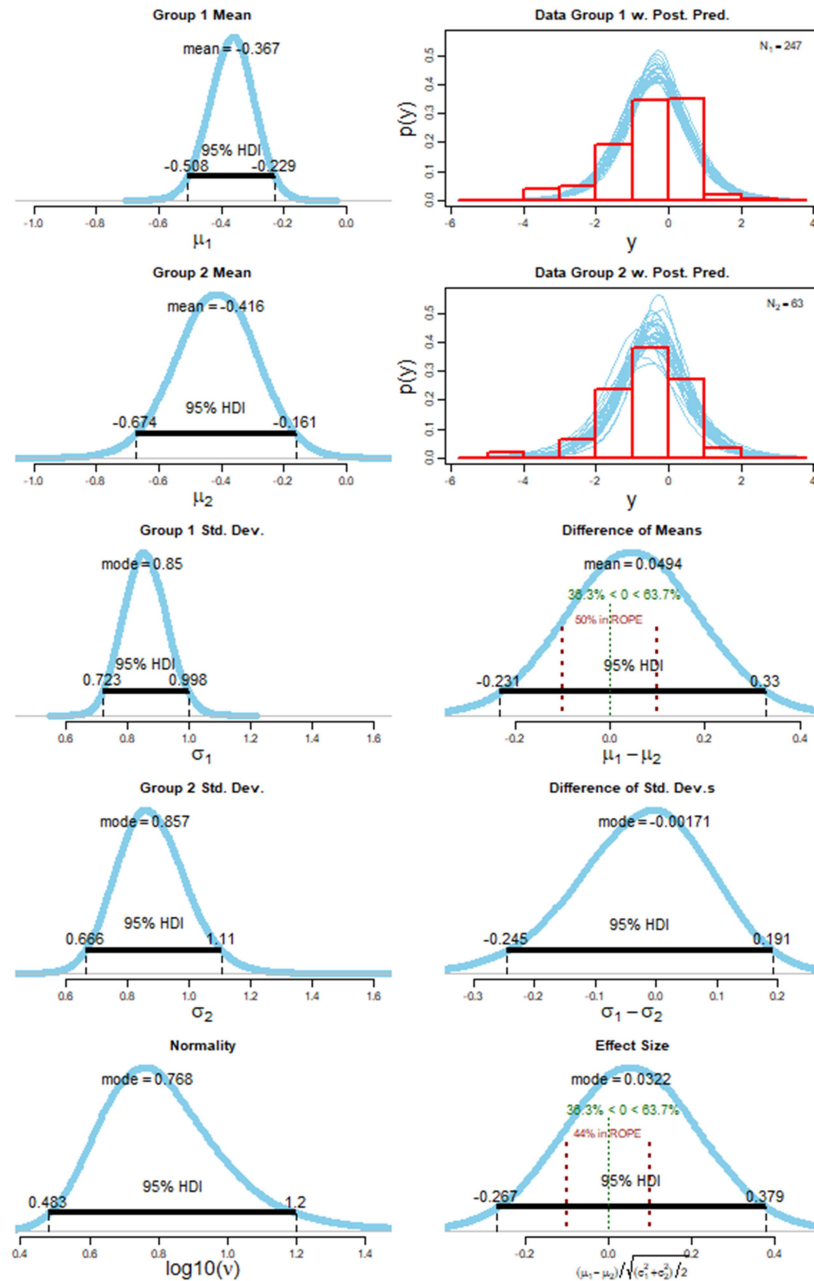 Group 1 Mean
mean = -0.367
95% HDI
-0.508 -0.229
-1.0 -0.8 -0.6 -0.4 -0.2 0.0
μ1
Data Group 1 w. Post. Pred.
N1 = 247
p(y)
0.0 0.1 0.2 0.3 0.4 0.5
-6 -4 -2 0 2 4
y
Group 2 Mean
mean = -0.416
95% HDI
-0.674 -0.161
-1.0 -0.8 -0.6 -0.4 -0.2 0.0
μ2
Data Group 2 w. Post. Pred.
N2 = 63
p(y)
0.0 0.1 0.2 0.3 0.4 0.5
-6 -4 -2 0 2 4
y
Group 1 Std. Dev.
mode = 0.85
95% HDI
0.723 0.998
0.6 0.8 1.0 1.2 1.4 1.6
σ1
Difference of Means
mean = 0.0494
36.3% < 0 < 63.7%
50% in ROPE
95% HDI
-0.231 0.33
-0.2 0.0 0.2 0.4
μ1 − μ2
Group 2 Std. Dev.
mode = 0.857
95% HDI
0.666 1.11
0.6 0.8 1.0 1.2 1.4 1.6
σ2
Difference of Std. Dev.s
mode = -0.00171
95% HDI
-0.245 0.191
-0.3 -0.2 -0.1 0.0 0.1 0.2
σ1 − σ2
Normality
mode = 0.768
95% HDI
0.483 1.2
0.4 0.6 0.8 1.0 1.2 1.4
log10(ν)
Effect Size
mode = 0.0322
36.3% < 0 < 63.7%
44% in ROPE
95% HDI
-0.267 0.379
-0.2 0.0 0.2 0.4
(μ1 − μ2)/√(σ1²+σ2²)/2